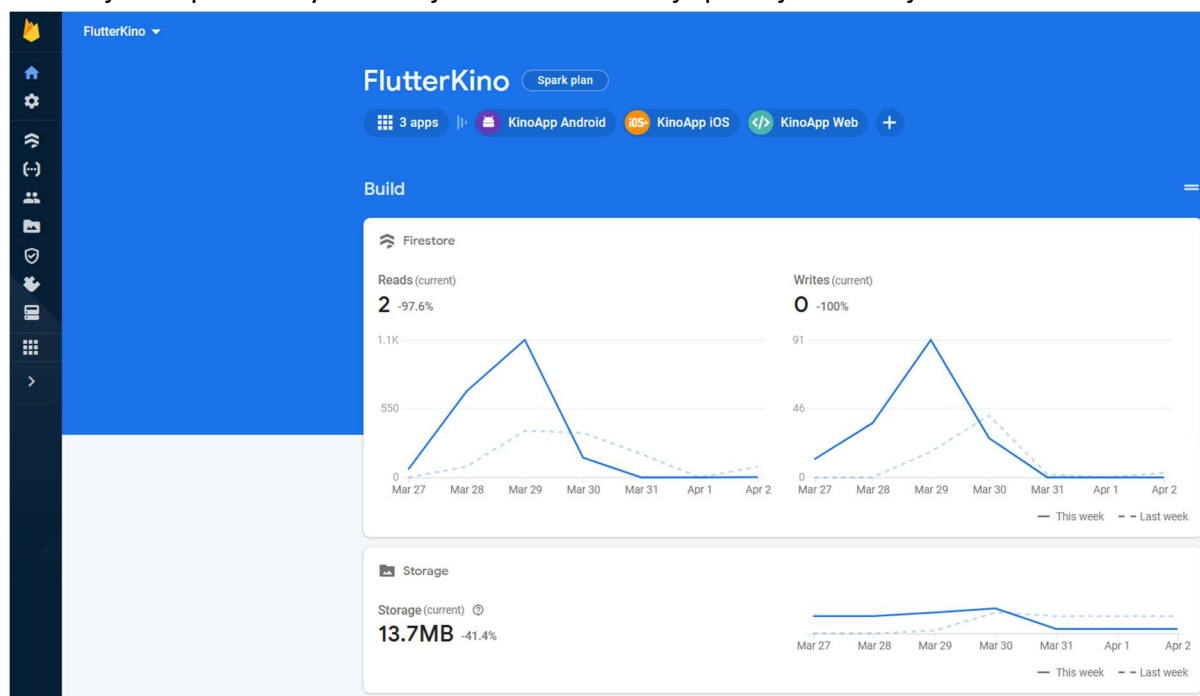 FlutterKino
FlutterKino Spark plan
3 apps KinoApp Android iOS+ KinoApp iOS </> KinoApp Web +
Build
Firestore
Reads (current)
2 -97.6%
1.1K
550
0
Mar 27 Mar 28 Mar 29 Mar 30 Mar 31 Apr 1 Apr 2
Writes (current)
0 -100%
91
46
0
Mar 27 Mar 28 Mar 29 Mar 30 Mar 31 Apr 1 Apr 2
This week Last week
Storage
Storage (current)
13.7MB -41.4%
Mar 27 Mar 28 Mar 29 Mar 30 Mar 31 Apr 1 Apr 2
This week Last week